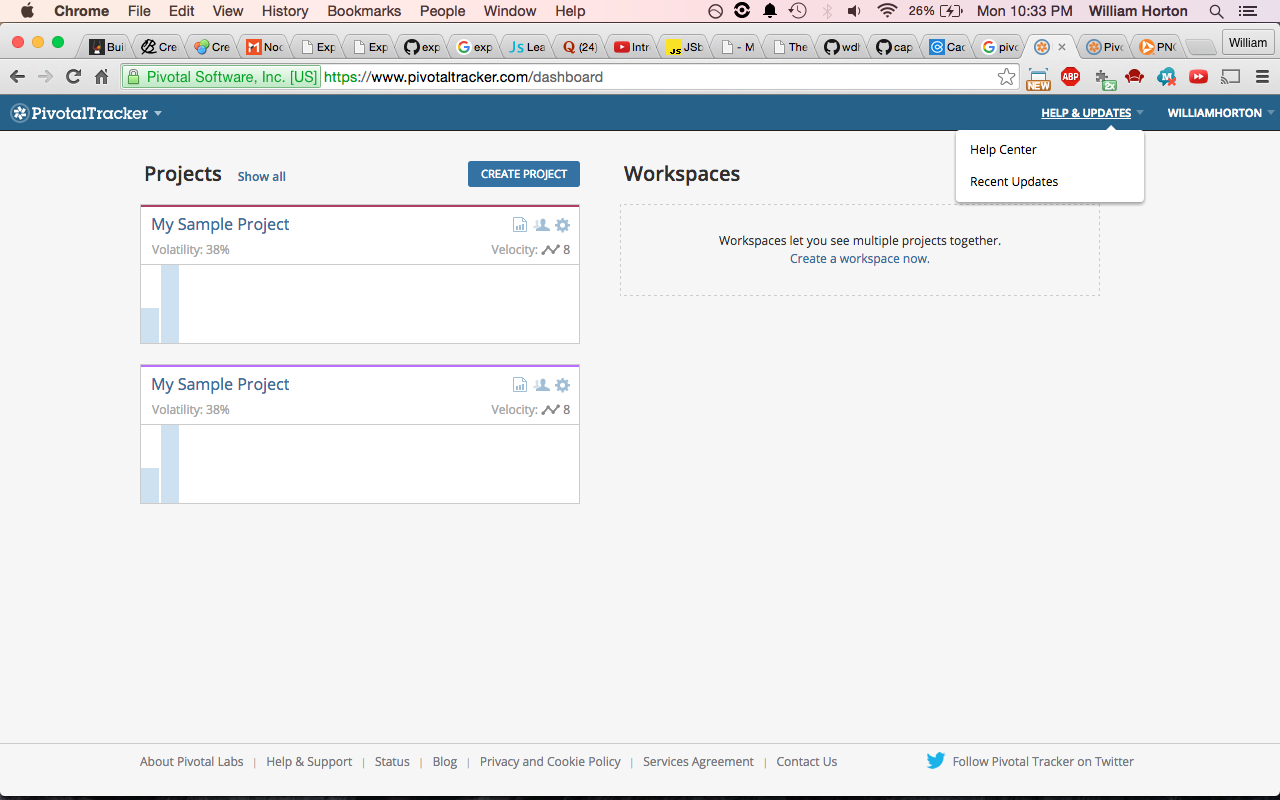 Chrome File Edit View History Bookmarks People Window Help 26% Mon 10:33 PM William Horton
Bui Cre Cre Noc Exp Exp exp exp Lea (24) Intr JSb - M The wdl cap Cac pivo Pivo PNG William
Pivotal Software, Inc. [US] https://www.pivotaltracker.com/dashboard NEW ABP 2x
PivotalTracker HELP & UPDATES WILLIAMHORTON
Help Center
Recent Updates
Projects Show all CREATE PROJECT
My Sample Project
Volatility: 38% Velocity: 8
My Sample Project
Volatility: 38% Velocity: 8
Workspaces
Workspaces let you see multiple projects together.
Create a workspace now.
About Pivotal Labs | Help & Support | Status | Blog | Privacy and Cookie Policy | Services Agreement | Contact Us Follow Pivotal Tracker on Twitter